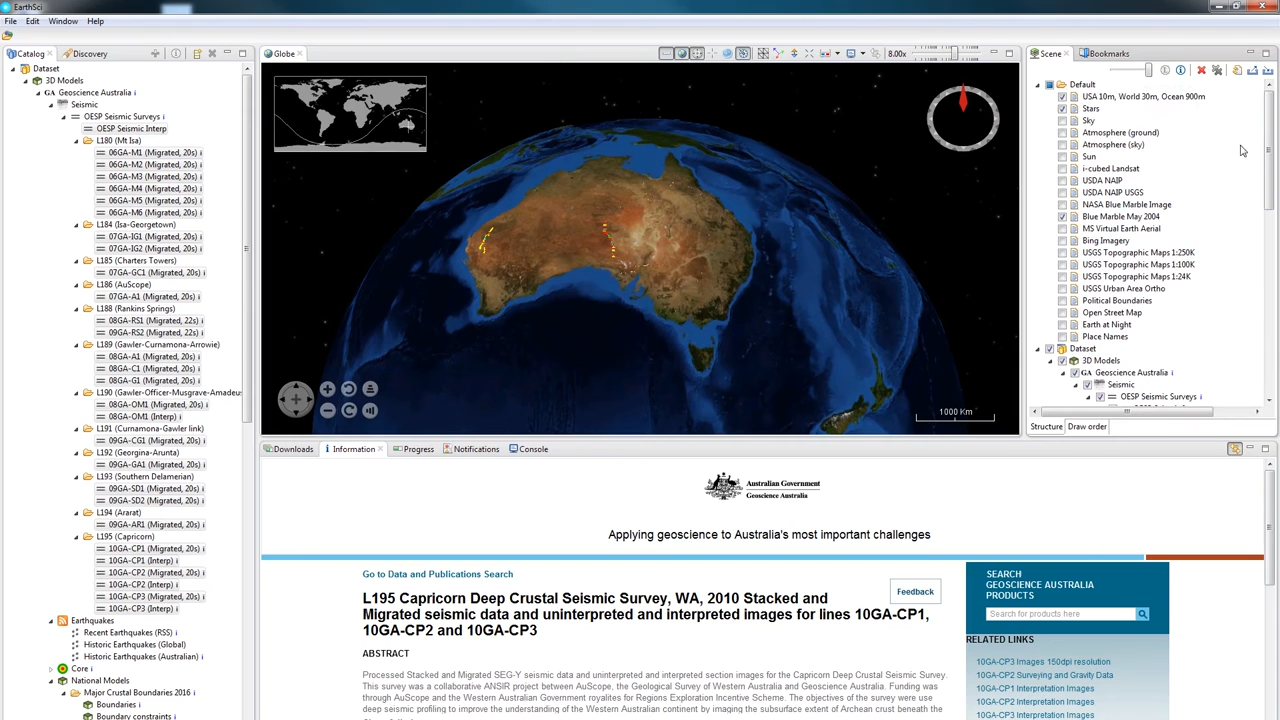 EarthSci
File Edit Window Help
Catalog Discovery
Dataset
3D Models
Geoscience Australia i
Seismic
OESP Seismic Surveys i
OESP Seismic Interp
L180 (Mt Isa)
06GA-M1 (Migrated, 20s) i
06GA-M2 (Migrated, 20s) i
06GA-M3 (Migrated, 20s) i
06GA-M4 (Migrated, 20s) i
06GA-M5 (Migrated, 20s) i
06GA-M6 (Migrated, 20s) i
L184 (Isa-Georgetown)
07GA-IG1 (Migrated, 20s) i
07GA-IG2 (Migrated, 20s) i
L185 (Charters Towers)
07GA-GC1 (Migrated, 20s) i
L186 (AuScope)
07GA-A1 (Migrated, 20s) i
L188 (Rankins Springs)
08GA-RS1 (Migrated, 22s) i
09GA-RS2 (Migrated, 22s) i
L189 (Gawler-Curnamona-Arrowie)
08GA-A1 (Migrated, 20s) i
08GA-C1 (Migrated, 20s) i
08GA-G1 (Migrated, 20s) i
L190 (Gawler-Officer-Musgrave-Amadeus
08GA-OM1 (Migrated, 20s) i
08GA-OM1 (Interp) i
L191 (Curnamona-Gawler link)
09GA-CG1 (Migrated, 20s) i
L192 (Georgina-Arunta)
09GA-GA1 (Migrated, 20s) i
L193 (Southern Delamerian)
09GA-SD1 (Migrated, 20s) i
09GA-SD2 (Migrated, 20s) i
L194 (Ararat)
09GA-AR1 (Migrated, 20s) i
L195 (Capricorn)
10GA-CP1 (Migrated, 20s) i
10GA-CP1 (Interp) i
10GA-CP2 (Migrated, 20s) i
10GA-CP2 (Interp) i
10GA-CP3 (Migrated, 20s) i
10GA-CP3 (Interp) i
Earthquakes
Recent Earthquakes (RSS) i
Historic Earthquakes (Global)
Historic Earthquakes (Australian) i
Core i
National Models
Major Crustal Boundaries 2016 i
Boundaries i
Boundary constraints i
Globe
8.00x
1000 Km
Scene Bookmarks
Default
USA 10m, World 30m, Ocean 900m
Stars
Sky
Atmosphere (ground)
Atmosphere (sky)
Sun
i-cubed Landsat
USDA NAIP
USDA NAIP USGS
NASA Blue Marble Image
Blue Marble May 2004
MS Virtual Earth Aerial
Bing Imagery
USGS Topographic Maps 1:250K
USGS Topographic Maps 1:100K
USGS Topographic Maps 1:24K
USGS Urban Area Ortho
Political Boundaries
Open Street Map
Earth at Night
Place Names
Dataset
3D Models
Geoscience Australia i
Seismic
OESP Seismic Surveys i
Structure Draw order
Downloads Information Progress Notifications Console
Australian Government
Geoscience Australia
Applying geoscience to Australia's most important challenges
Go to Data and Publications Search
Feedback
L195 Capricorn Deep Crustal Seismic Survey, WA, 2010 Stacked and
Migrated seismic data and uninterpreted and interpreted images for lines 10GA-CP1,
10GA-CP2 and 10GA-CP3
ABSTRACT
Processed Stacked and Migrated SEG-Y seismic data and uninterpreted and interpreted section images for the Capricorn Deep Crustal Seismic Survey.
This survey was a collaborative ANSIR project between AuScope, the Geological Survey of Western Australia and Geoscience Australia. Funding was
through AuScope and the Western Australian Government Royalties for Regions Exploration Incentive Scheme. The objectives of the survey were use
deep seismic profiling to improve the understanding of the Western Australian continent by imaging the subsurface extent of Archean crust beneath the
SEARCH
GEOSCIENCE AUSTRALIA
PRODUCTS
Search for products here
RELATED LINKS
10GA-CP3 Images 150dpi resolution
10GA-CP2 Surveying and Gravity Data
10GA-CP1 Interpretation Images
10GA-CP2 Interpretation Images
10GA-CP3 Interpretation Images